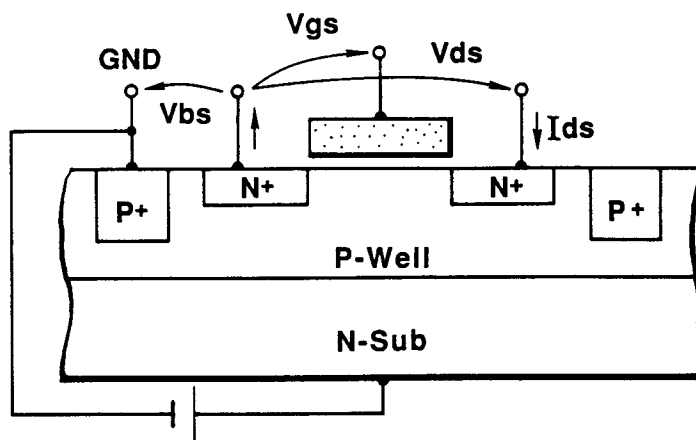 Vgs
GND
Vds
Vbs
Ids
P+
N+
N+
P+
P-Well
N-Sub